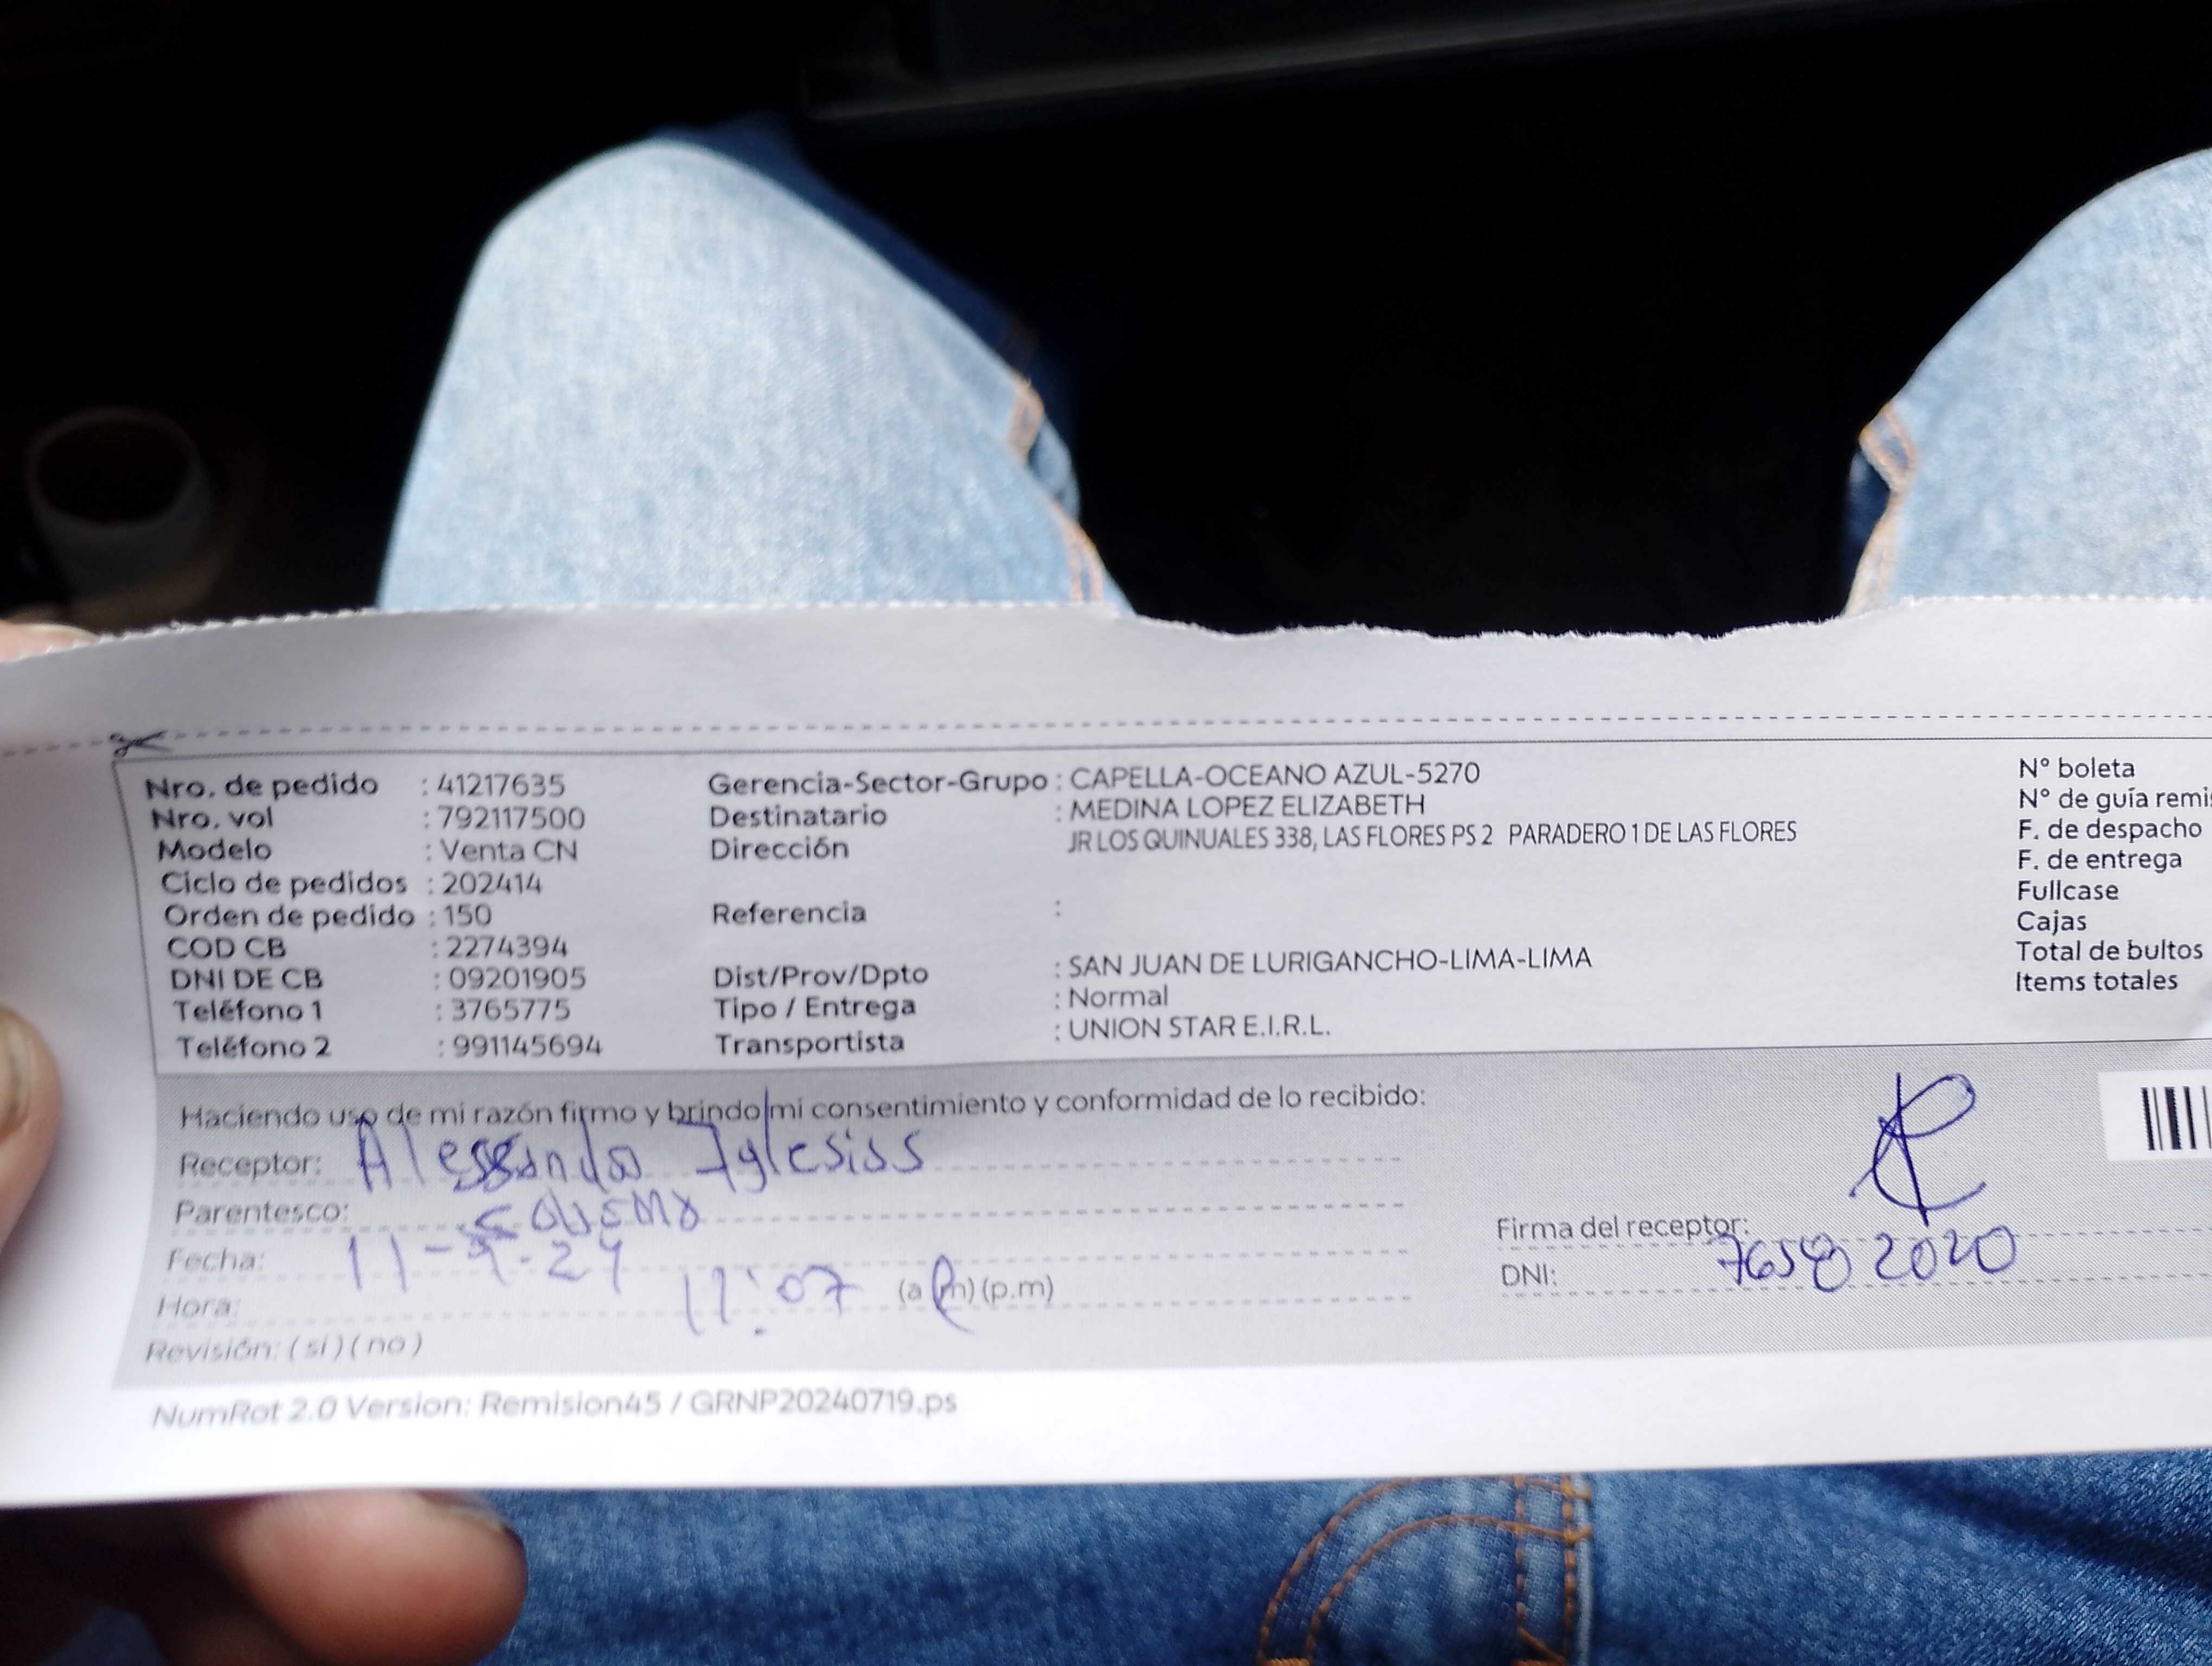 Nro. de pedido : 41217635 Gerencia-Sector-Grupo : CAPELLA-OCEANO AZUL-5270 N° boleta
Nro. vol : 792117500 Destinatario : MEDINA LOPEZ ELIZABETH N° de guía remis
Modelo : Venta CN Dirección JR LOS QUINUALES 338, LAS FLORES PS 2 PARADERO 1 DE LAS FLORES F. de despacho
Ciclo de pedidos : 202414 F. de entrega
Orden de pedido : 150 Referencia : Fullcase
COD CB : 2274394 Cajas
DNI DE CB : 09201905 Dist/Prov/Dpto : SAN JUAN DE LURIGANCHO-LIMA-LIMA Total de bultos
Teléfono 1 : 3765775 Tipo / Entrega : Normal Items totales
Teléfono 2 : 991145694 Transportista : UNION STAR E.I.R.L.
Haciendo uso de mi razón firmo y brindo mi consentimiento y conformidad de lo recibido:
Receptor: Iglesias
Parentesco:
Fecha: 11-9-24 Firma del receptor:
Hora: 11:07 (a.m) (p.m) DNI: 2020
Revisión: ( si ) ( no )
NumRot 2.0 Version: Remision45 / GRNP20240719.ps